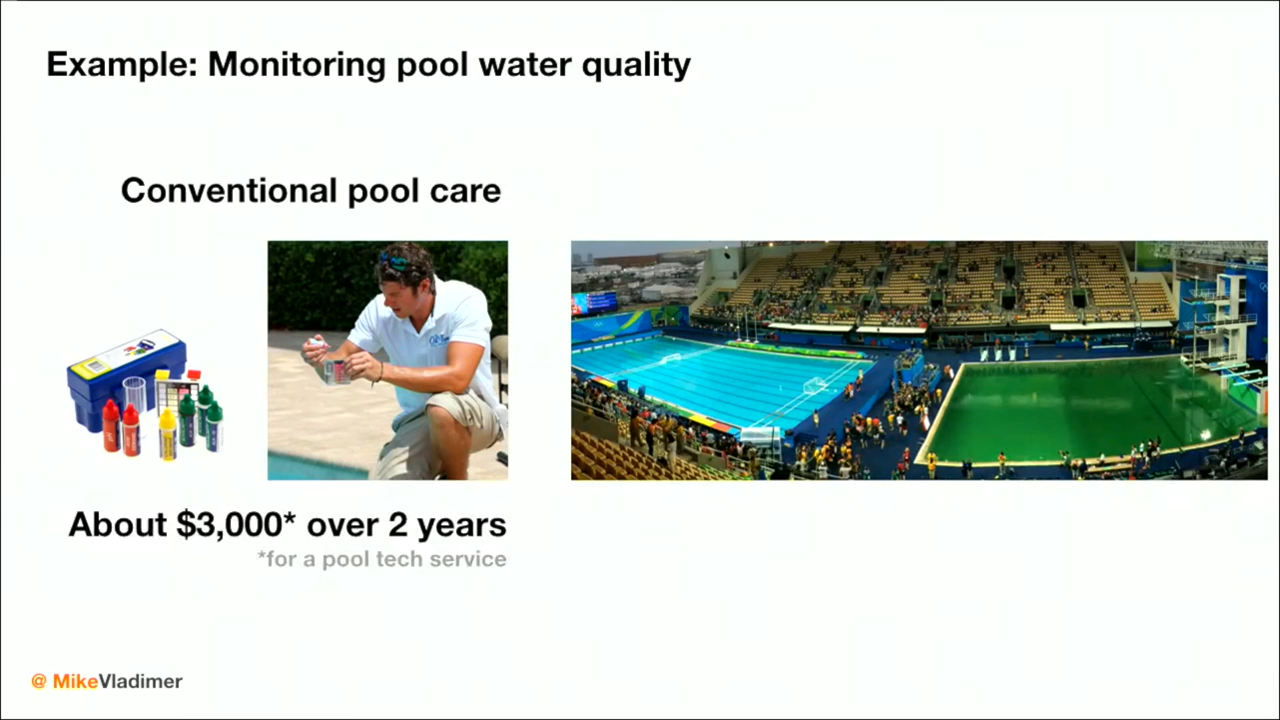 Example: Monitoring pool water quality
Conventional pool care
About $3,000* over 2 years
*for a pool tech service
@ MikeVladimer